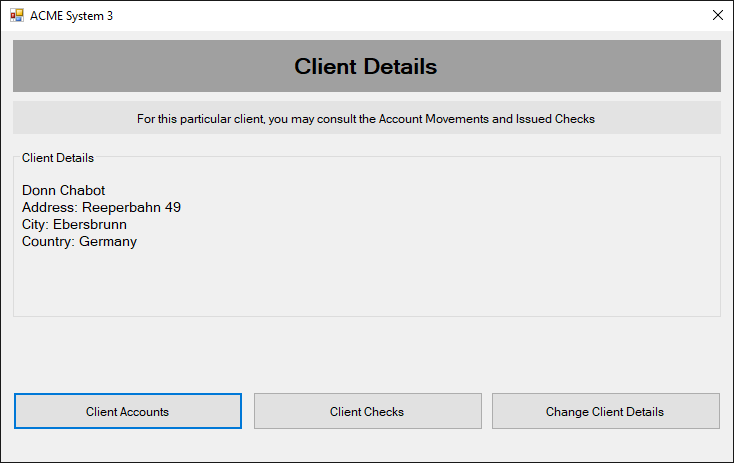 ACME System 3
Client Details
For this particular client, you may consult the Account Movements and Issued Checks
Client Details
Donn Chabot
Address: Reeperbahn 49
City: Ebersbrunn
Country: Germany
Client Accounts
Client Checks
Change Client Details